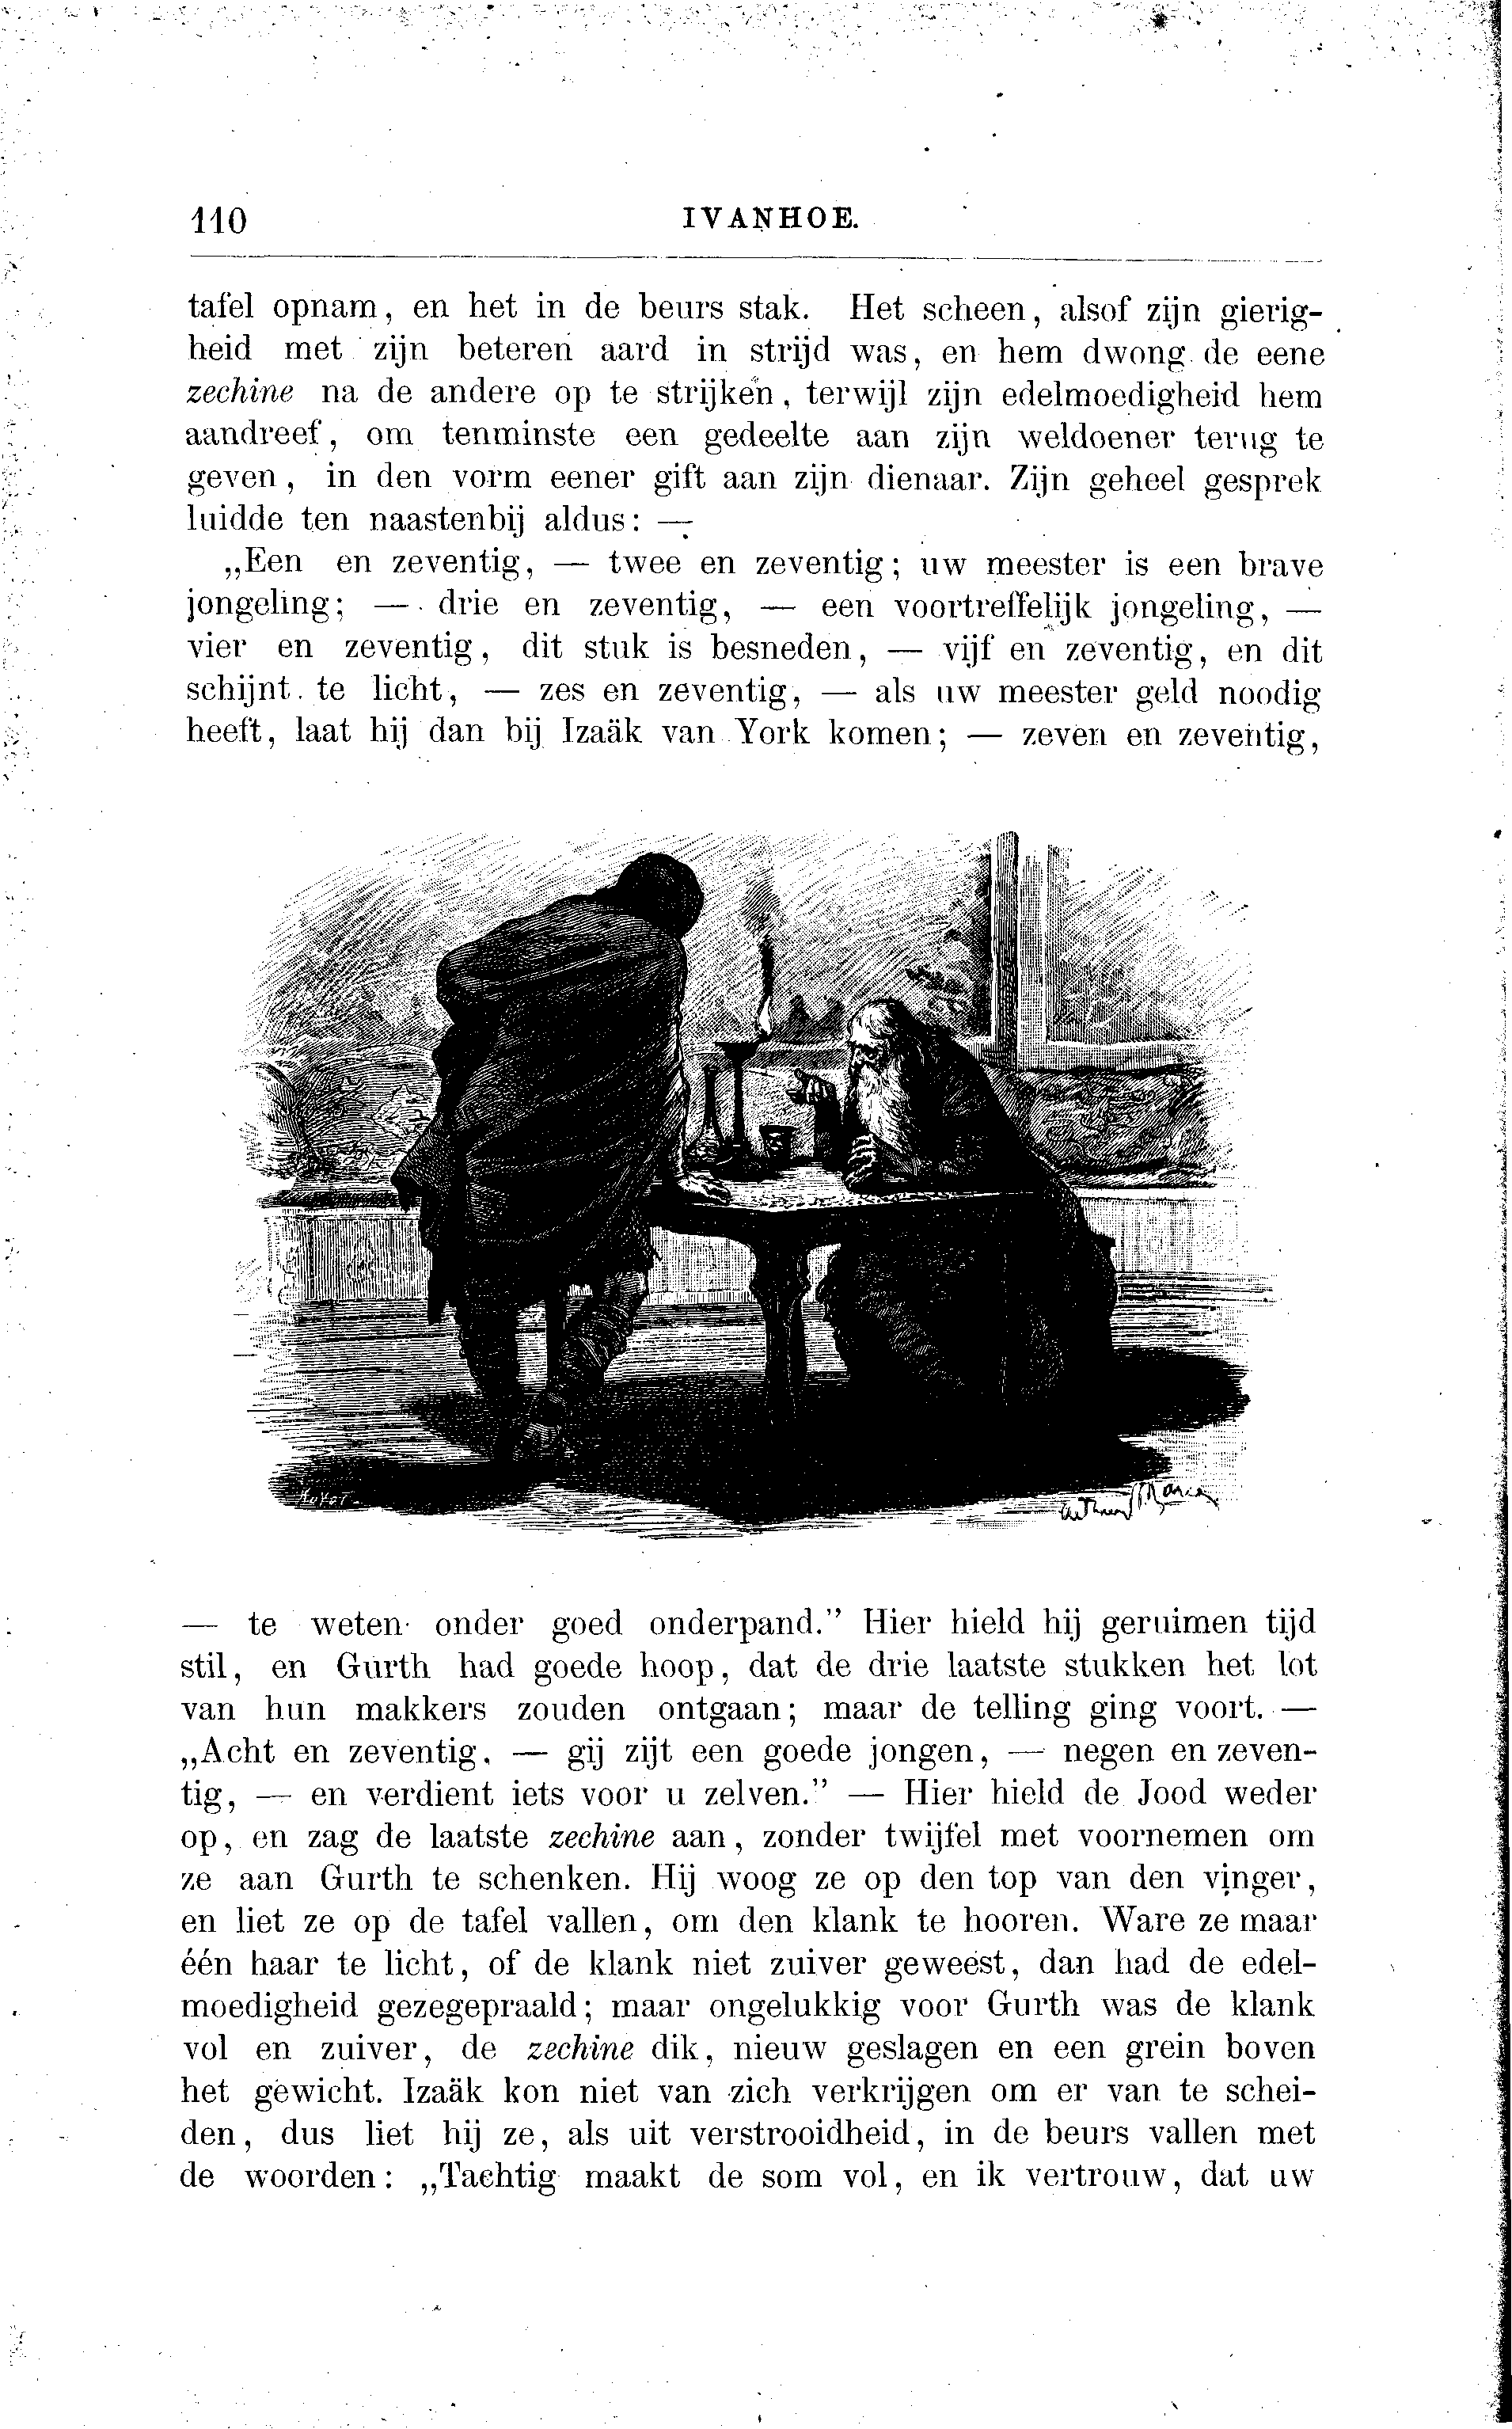 110
IVANHOE.
tafel opnam, en het in de beurs stak. Het scheen, alsof zijn gierig-
heid met zijn beteren aard in strijd was, en hem dwong de eene
zechine na de andere op te strijken, terwijl zijn edelmoedigheid hem
aandreef, om tenminste een gedeelte aan zijn weldoener terug te
geven, in den vorm eener gift aan zijn dienaar. Zijn geheel gesprek
luidde ten naastenbij aldus: —
„Een en zeventig, — twee en zeventig; uw meester is een brave
jongeling; — drie en zeventig, — een voortreffelijk jongeling, —
vier en zeventig, dit stuk is besneden, — vijf en zeventig, en dit
schijnt te licht, — zes en zeventig, — als uw meester geld noodig
heeft, laat hij dan bij Izaäk van York komen; — zeven en zeventig,
— te weten onder goed onderpand.” Hier hield hij geruimen tijd
stil, en Gurth had goede hoop, dat de drie laatste stukken het lot
van hun makkers zouden ontgaan; maar de telling ging voort. —
„Acht en zeventig. — gij zijt een goede jongen, — negen en zeven-
tig, — en verdient iets voor u zelven.” — Hier hield de Jood weder
op, en zag de laatste zechine aan, zonder twijfel met voornemen om
ze aan Gurth te schenken. Hij woog ze op den top van den vinger,
en liet ze op de tafel vallen, om den klank te hooren. Ware ze maar
één haar te licht, of de klank niet zuiver geweest, dan had de edel-
moedigheid gezegepraald; maar ongelukkig voor Gurth was de klank
vol en zuiver, de zechine dik, nieuw geslagen en een grein boven
het gewicht. Izaäk kon niet van zich verkrijgen om er van te schei-
den, dus liet hij ze, als uit verstrooidheid, in de beurs vallen met
de woorden: „Tachtig maakt de som vol, en ik vertrouw, dat uw